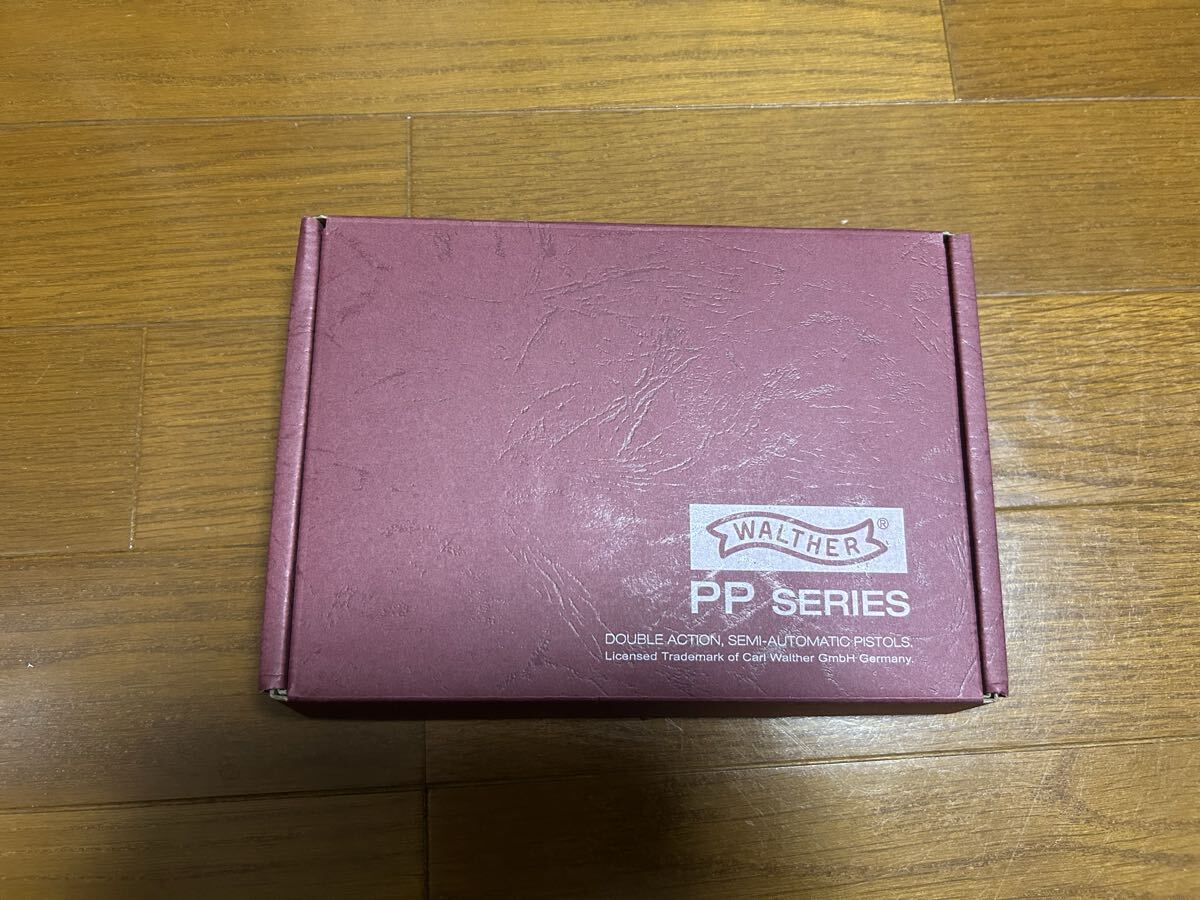 WALTHER®
PP SERIES
DOUBLE ACTION, SEMI-AUTOMATIC PISTOLS.
Licensed Trademark of Carl Walther GmbH Germany.